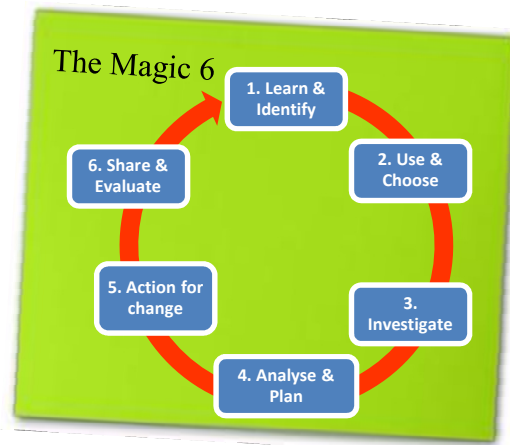 The Magic 6
1. Learn &
Identify
2. Use &
Choose
3.
Investigate
4. Analyse &
Plan
5. Action for
change
6. Share &
Evaluate